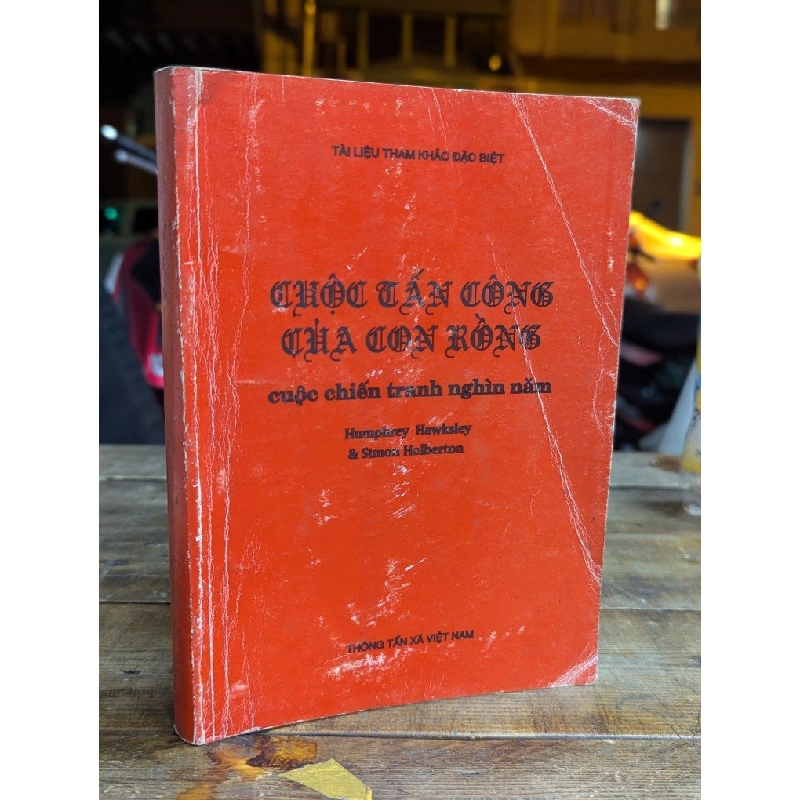 TÀI LIỆU THAM KHẢO ĐẶC BIỆT
CUỘC TẤN CÔNG
CỦA CON RỒNG
cuộc chiến tranh nghìn năm
Humphrey Hawksley
& Simon Holberton
THÔNG TẤN XÃ VIỆT NAM